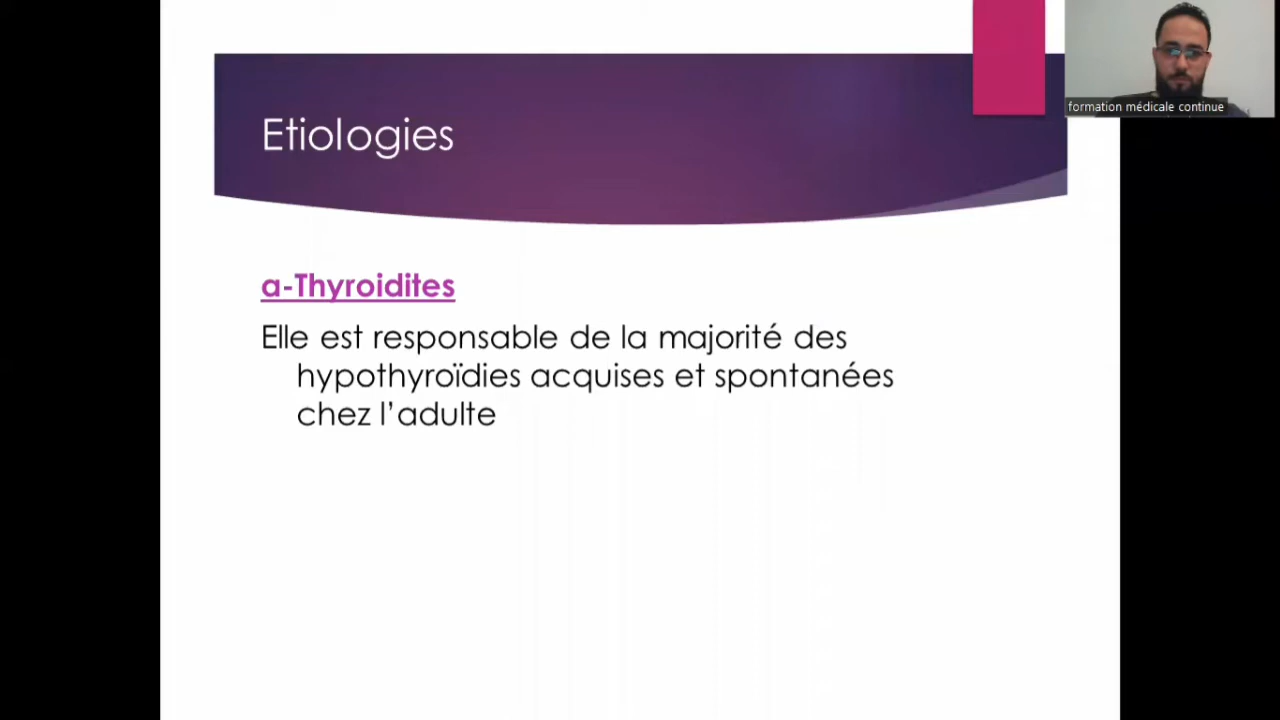 Etiologies
formation médicale continue
a-Thyroidites
Elle est responsable de la majorité des
hypothyroïdies acquises et spontanées
chez l'adulte